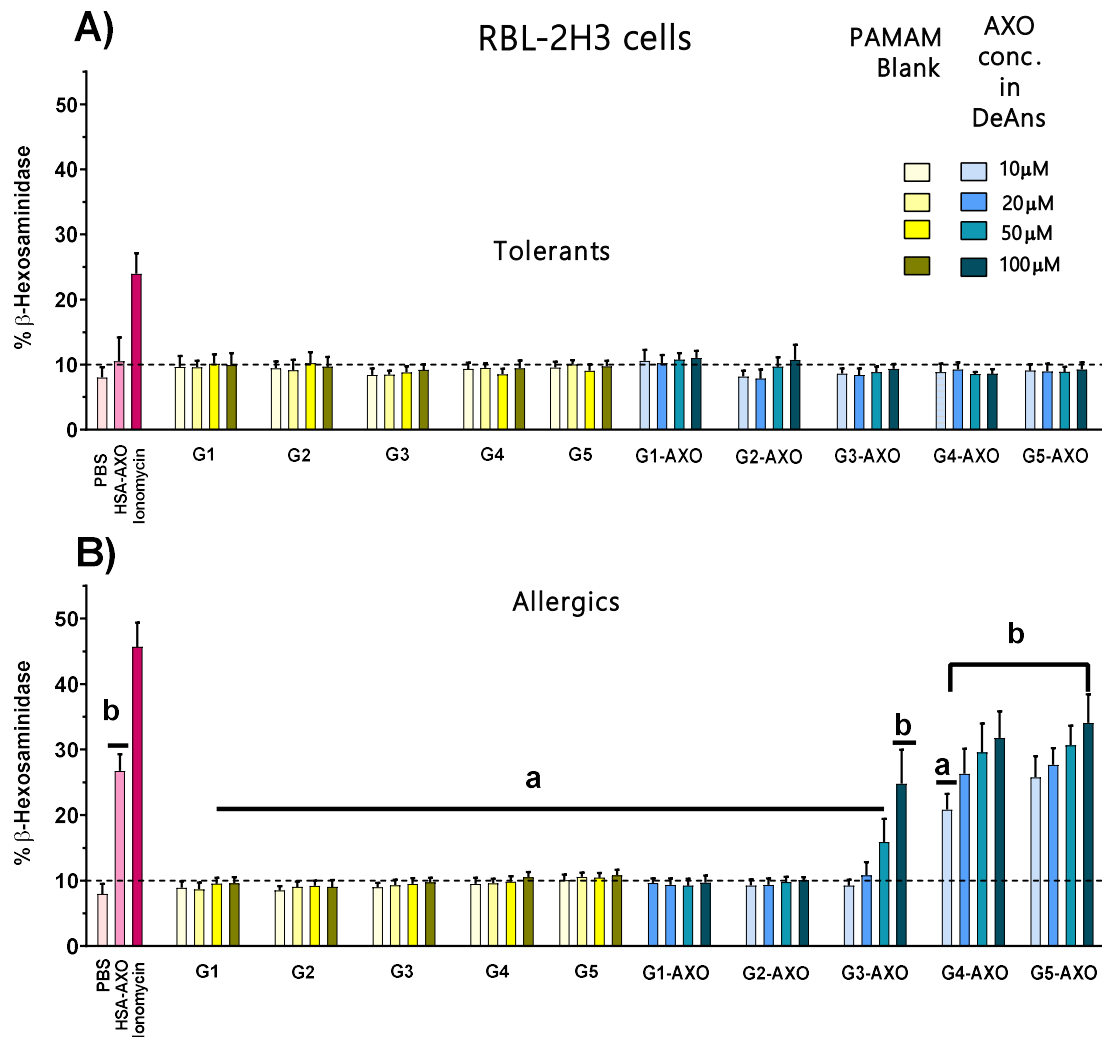 A)
RBL-2H3 cells
PAMAM
Blank
AXO
conc.
in
DeAns
10μM
20μM
50μM
100μM
Tolerants
% β-Hexosaminidase
50
40
30
20
10
0
PBS
HSA-AXO
Ionomycin
G1
G2
G3
G4
G5
G1-AXO
G2-AXO
G3-AXO
G4-AXO
G5-AXO
B)
Allergics
% β-Hexosaminidase
50
40
30
20
10
0
b
a
b
a
b
PBS
HSA-AXO
Ionomycin
G1
G2
G3
G4
G5
G1-AXO
G2-AXO
G3-AXO
G4-AXO
G5-AXO